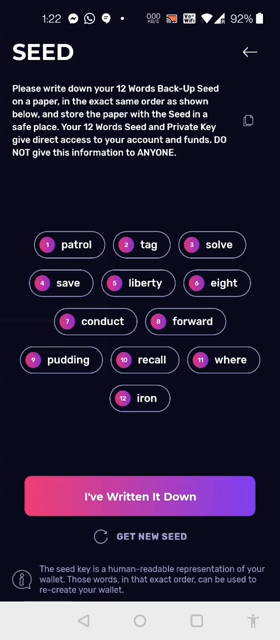 1:22
0.00 KB/s
92%
SEED
Please write down your 12 Words Back-Up Seed
on a paper, in the exact same order as shown
below, and store the paper with the Seed in a
safe place. Your 12 Words Seed and Private Key
give direct access to your account and funds. DO
NOT give this information to ANYONE.
1 patrol 2 tag 3 solve
4 save 5 liberty 6 eight
7 conduct 8 forward
9 pudding 10 recall 11 where
12 iron
I've Written It Down
GET NEW SEED
The seed key is a human-readable representation of your
wallet. Those words, in that exact order, can be used to
re-create your wallet.